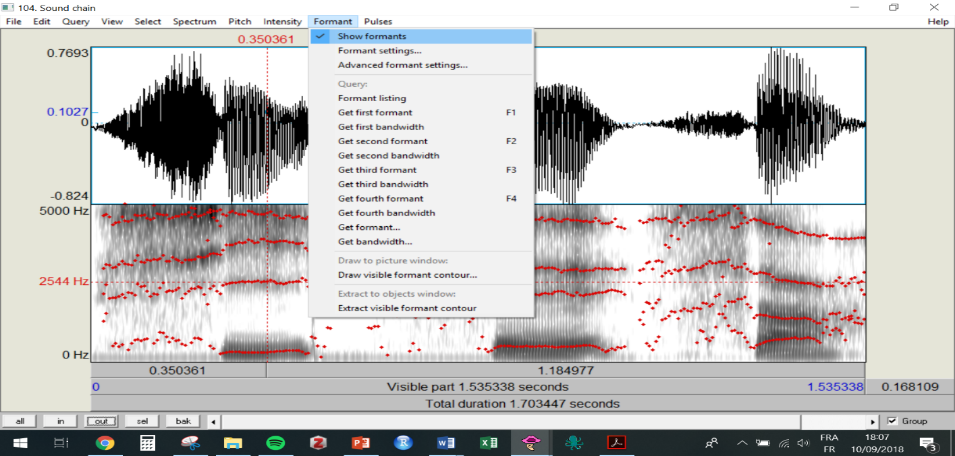 104. Sound chain
File Edit Query View Select Spectrum Pitch Intensity Formant Pulses Help
0.350361
0.7693
0.1027
0
-0.824
5000 Hz
2544 Hz
0 Hz
Show formants
Formant settings...
Advanced formant settings...
Query:
Formant listing
Get first formant F1
Get first bandwidth
Get second formant F2
Get second bandwidth
Get third formant F3
Get third bandwidth
Get fourth formant F4
Get fourth bandwidth
Get formant...
Get bandwidth...
Draw to picture window:
Draw visible formant contour...
Extract to objects window:
Extract visible formant contour
0.350361 1.184977
0 Visible part 1.535338 seconds 1.535338 0.168109
Total duration 1.703447 seconds
all in out sel bak Group
FRA 18:07
FR 10/09/2018